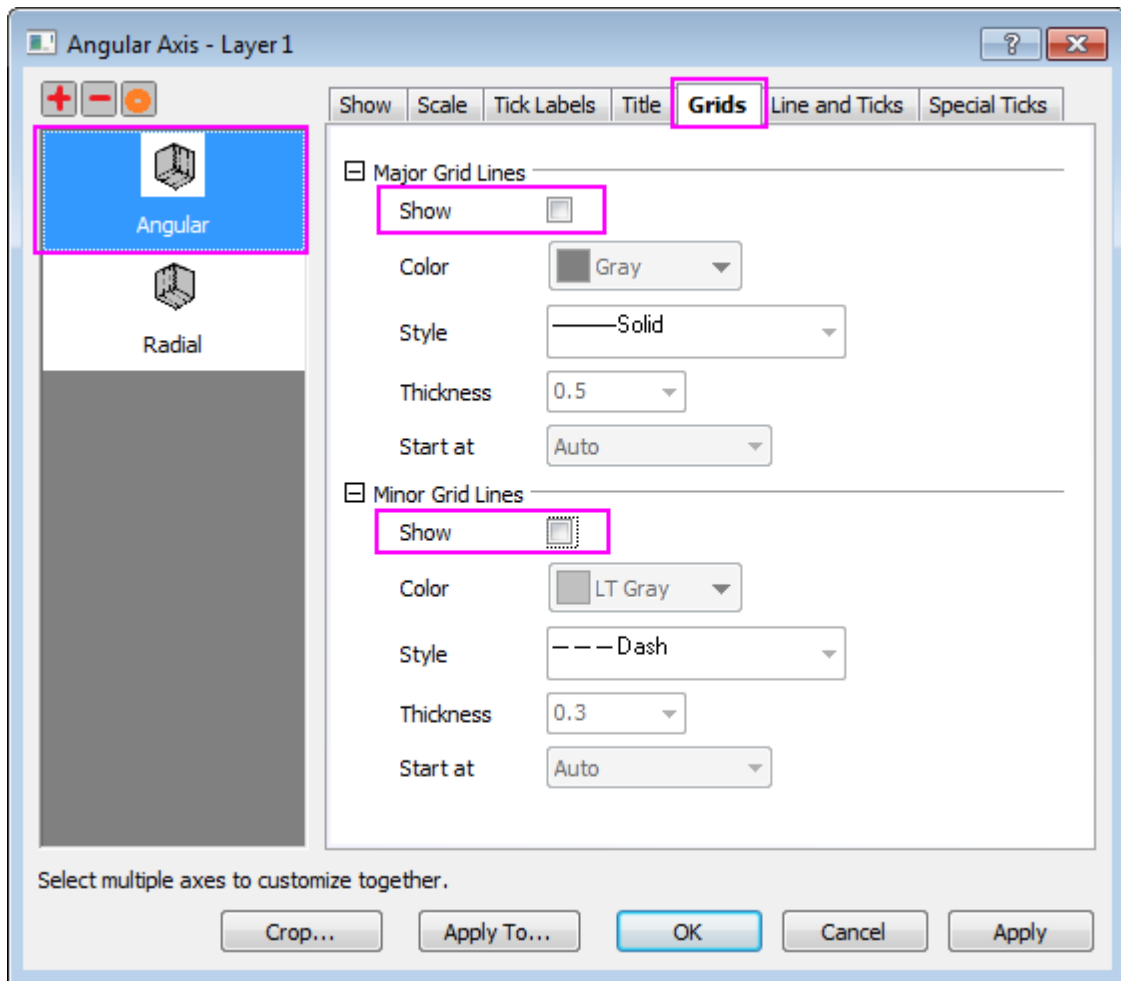 Angular Axis - Layer 1
Show Scale Tick Labels Title Grids Line and Ticks Special Ticks
Angular
Radial
Major Grid Lines
Show
Color Gray
Style Solid
Thickness 0.5
Start at Auto
Minor Grid Lines
Show
Color LT Gray
Style Dash
Thickness 0.3
Start at Auto
Select multiple axes to customize together.
Crop... Apply To... OK Cancel Apply